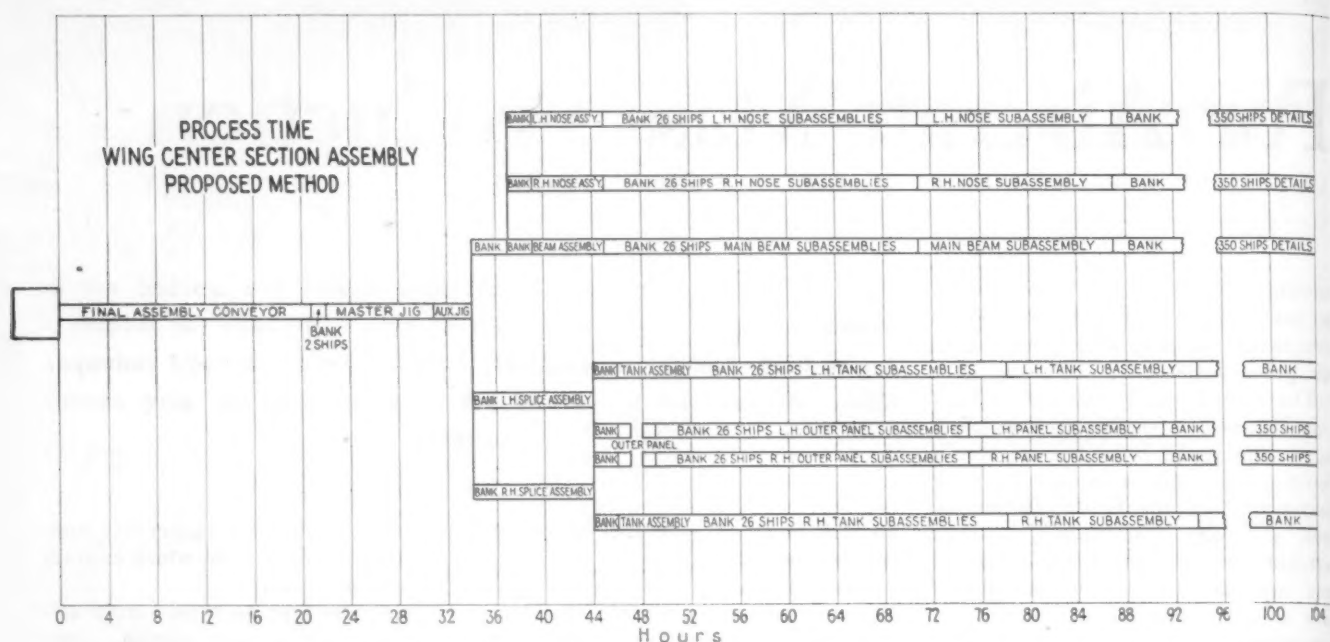 PROCESS TIME
WING CENTER SECTION ASSEMBLY
PROPOSED METHOD
BANK L.H. NOSE ASS'Y. BANK 26 SHIPS L H NOSE SUBASSEMBLIES L.H. NOSE SUBASSEMBLY BANK 350 SHIPS DETAILS
BANK R.H. NOSE ASS'Y BANK 26 SHIPS R H NOSE SUBASSEMBLIES R.H. NOSE SUBASSEMBLY BANK 350 SHIPS DETAILS
BANK BANK BEAM ASSEMBLY BANK 26 SHIPS MAIN BEAM SUBASSEMBLIES MAIN BEAM SUBASSEMBLY BANK 350 SHIPS DETAILS
FINAL ASSEMBLY CONVEYOR MASTER JIG AUX. JIG
BANK
2 SHIPS
BANK TANK ASSEMBLY BANK 26 SHIPS L.H. TANK SUBASSEMBLIES L.H. TANK SUBASSEMBLY BANK
BANK L.H. SPLICE ASSEMBLY
BANK BANK 26 SHIPS L H OUTER PANEL SUBASSEMBLIES L.H. PANEL SUBASSEMBLY BANK 350 SHIPS
OUTER PANEL
BANK BANK 26 SHIPS R.H. OUTER PANEL SUBASSEMBLIES R.H. PANEL SUBASSEMBLY BANK 350 SHIPS
BANK R.H SPLICE ASSEMBLY
BANK TANK ASSEMBLY BANK 26 SHIPS R.H. TANK SUBASSEMBLIES R H TANK SUBASSEMBLY BANK
0 4 8 12 16 20 24 28 32 36 40 44 48 52 56 60 64 68 72 76 80 84 88 92 96 100 104
Hours